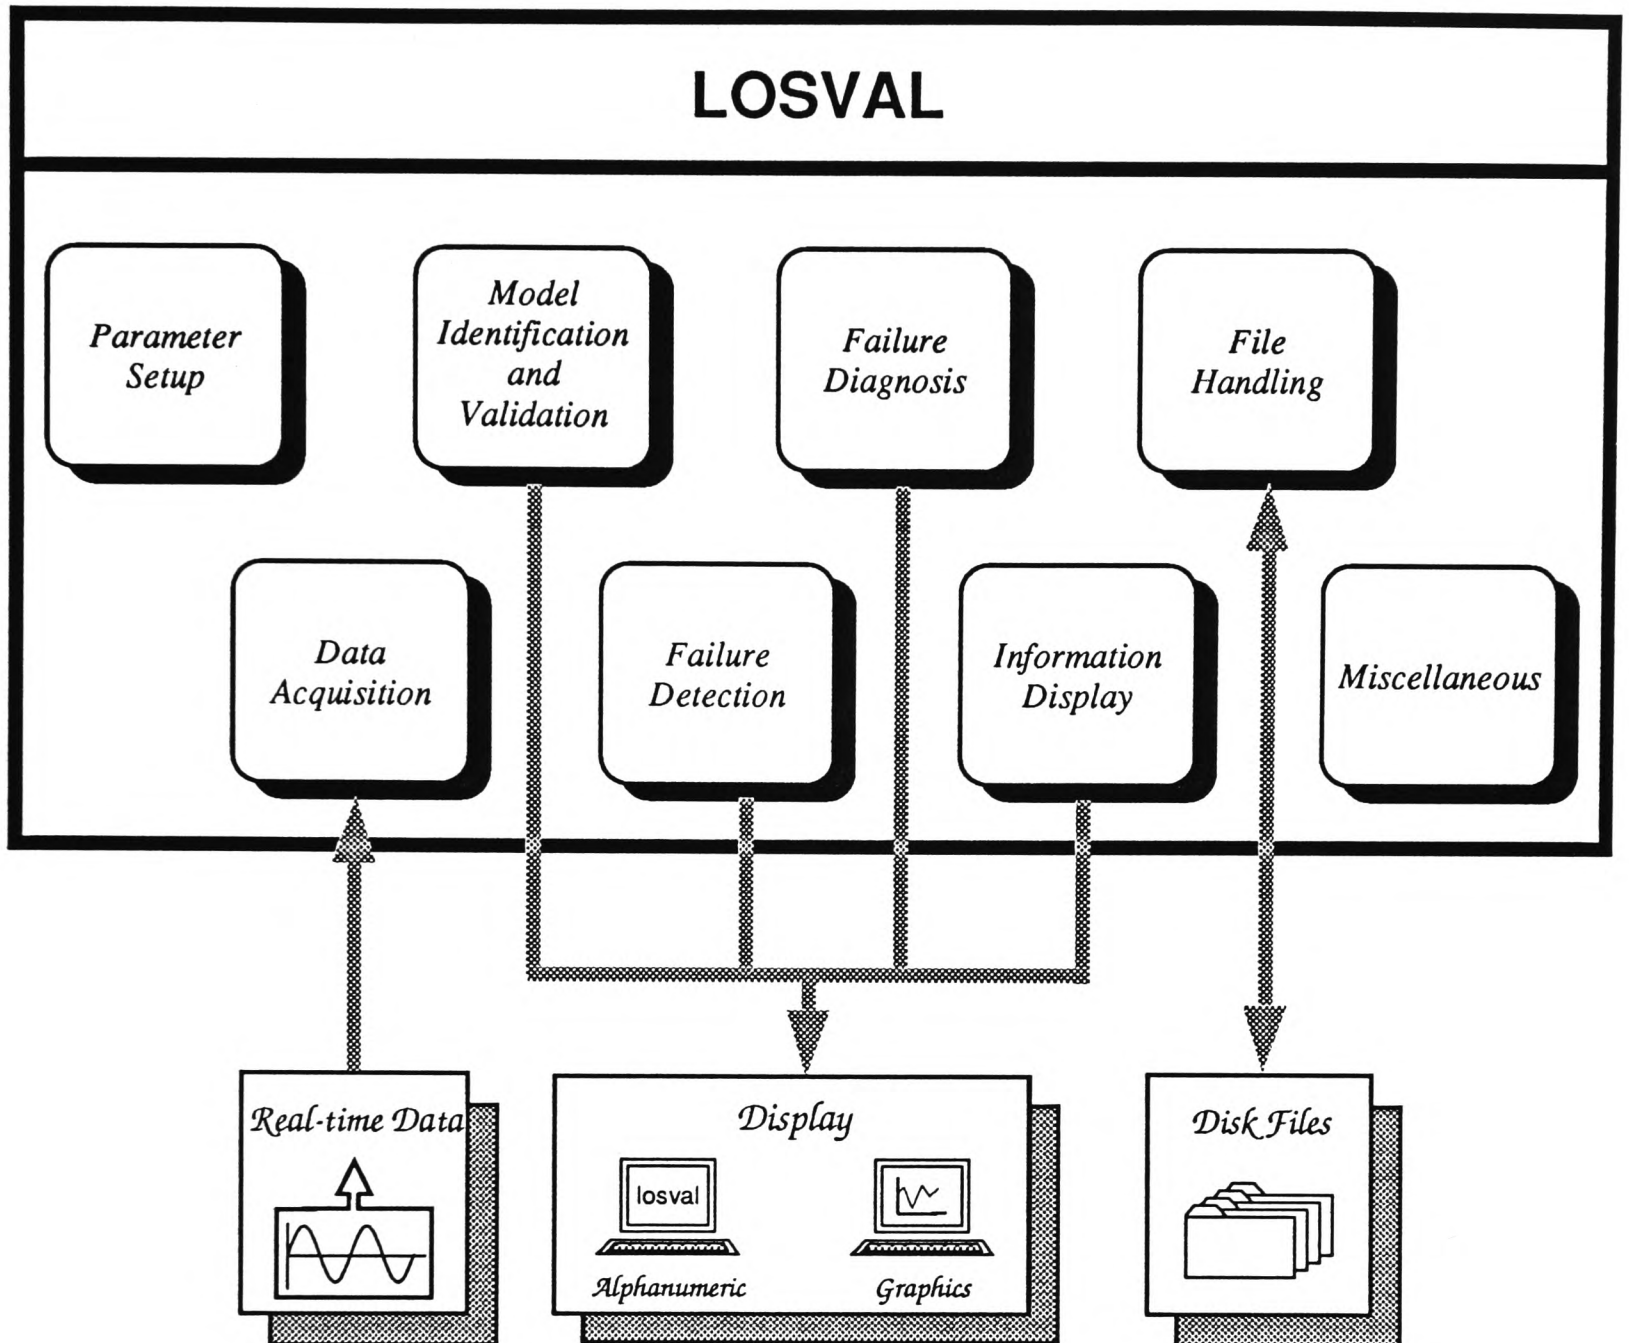 LOSVAL
Parameter
Setup
Model
Identification
and
Validation
Failure
Diagnosis
File
Handling
Data
Acquisition
Failure
Detection
Information
Display
Miscellaneous
Real-time Data
Display
losval
Alphanumeric
Graphics
Disk Files